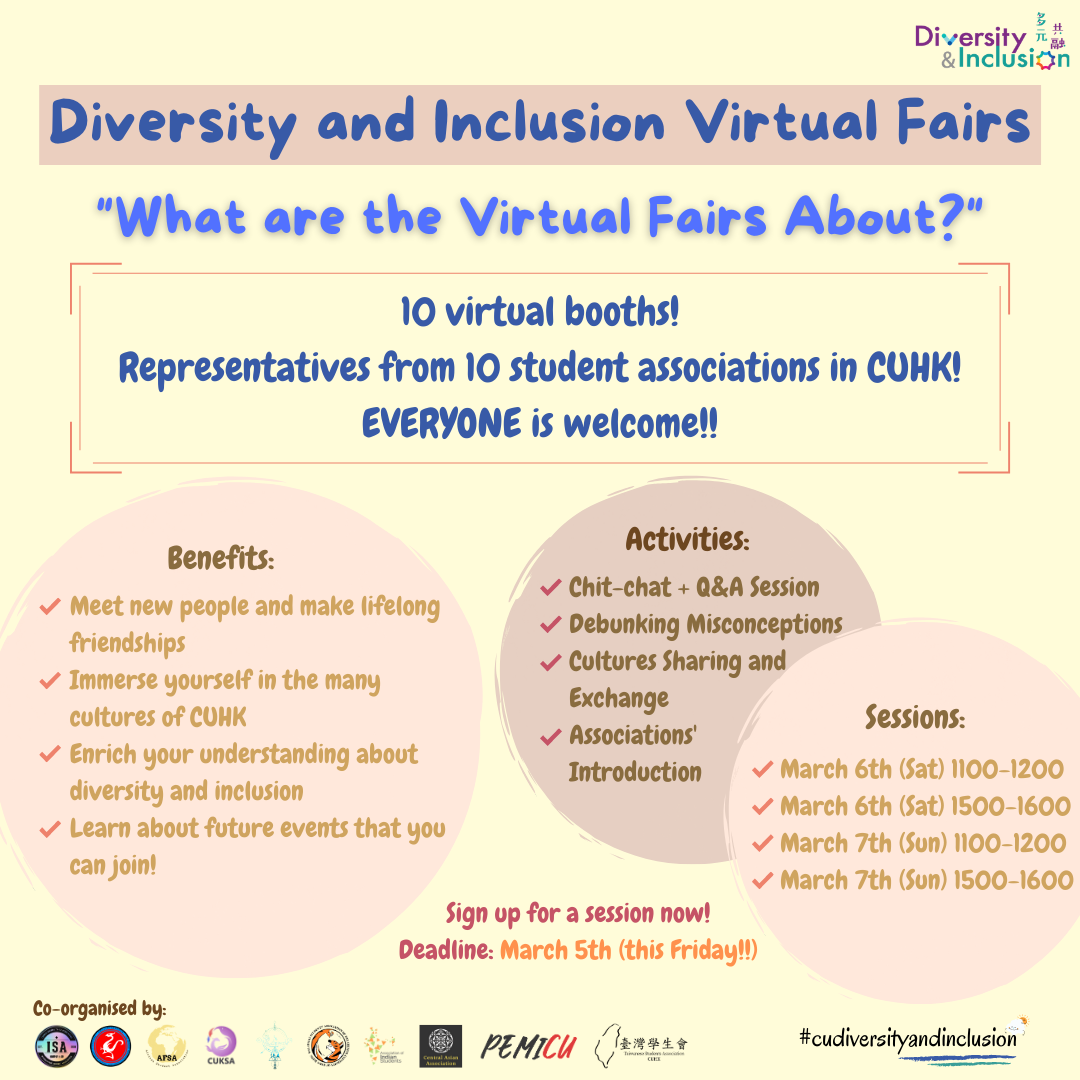 Diversity 多元 共融
&Inclusion
Diversity and Inclusion Virtual Fairs
"What are the Virtual Fairs About?"
10 virtual booths!
Representatives from 10 student associations in CUHK!
EVERYONE is welcome!!
Benefits:
Meet new people and make lifelong
friendships
Immerse yourself in the many
cultures of CUHK
Enrich your understanding about
diversity and inclusion
Learn about future events that you
can join!
Activities:
Chit-chat + Q&A Session
Debunking Misconceptions
Cultures Sharing and
Exchange
Associations'
Introduction
Sessions:
March 6th (Sat) 1100-1200
March 6th (Sat) 1500-1600
March 7th (Sun) 1100-1200
March 7th (Sun) 1500-1600
Sign up for a session now!
Deadline: March 5th (this Friday!!)
Co-organised by:
ISA
AFSA
CUKSA
Indian
Students
Central Asian
Association
PEMICU
臺灣學生會
Taiwanese Students Association
CUHK
#cudiversityandinclusion